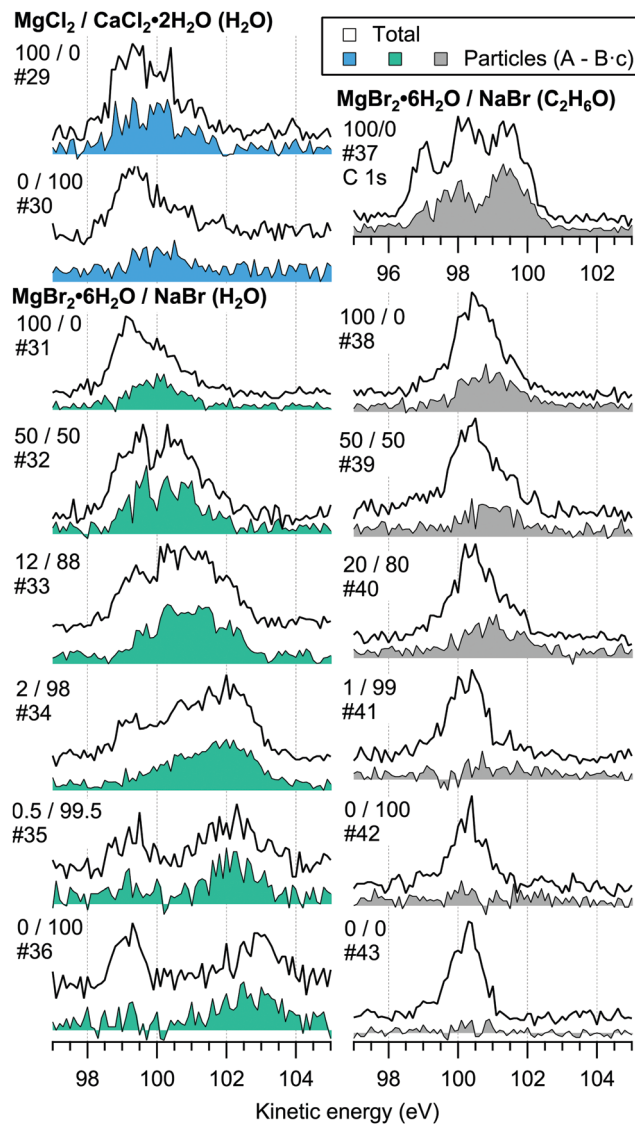 MgCl₂ / CaCl₂•2H₂O (H₂O)
100 / 0
#29
0 / 100
#30
MgBr₂•6H₂O / NaBr (H₂O)
100 / 0
#31
50 / 50
#32
12 / 88
#33
2 / 98
#34
0.5 / 99.5
#35
0 / 100
#36
98 100 102 104
Total
Particles (A - B·c)
MgBr₂•6H₂O / NaBr (C₂H₆O)
100/0
#37
C 1s
96 98 100 102
100 / 0
#38
50 / 50
#39
20 / 80
#40
1 / 99
#41
0 / 100
#42
0 / 0
#43
98 100 102 104
Kinetic energy (eV)